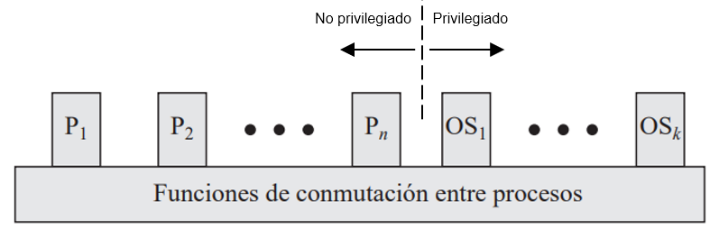 No privilegiado Privilegiado
P1 P2 • • • Pn OS1 • • • OSk
Funciones de conmutación entre procesos